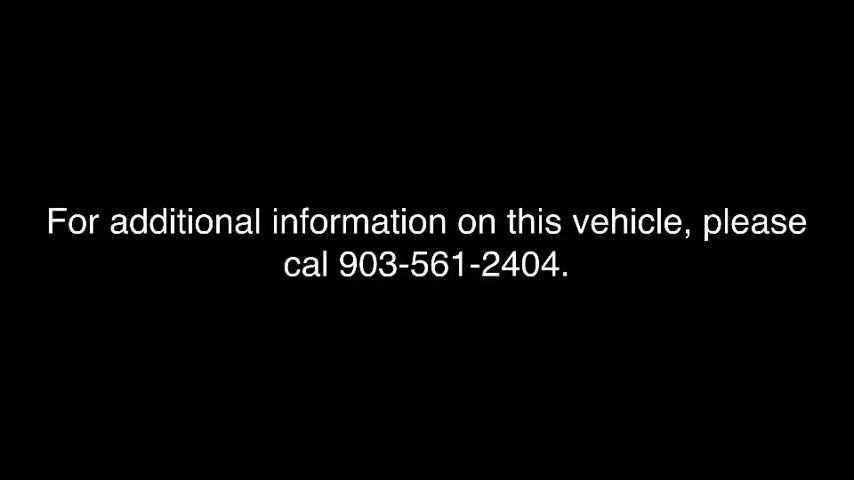 For additional information on this vehicle, please
cal 903-561-2404.